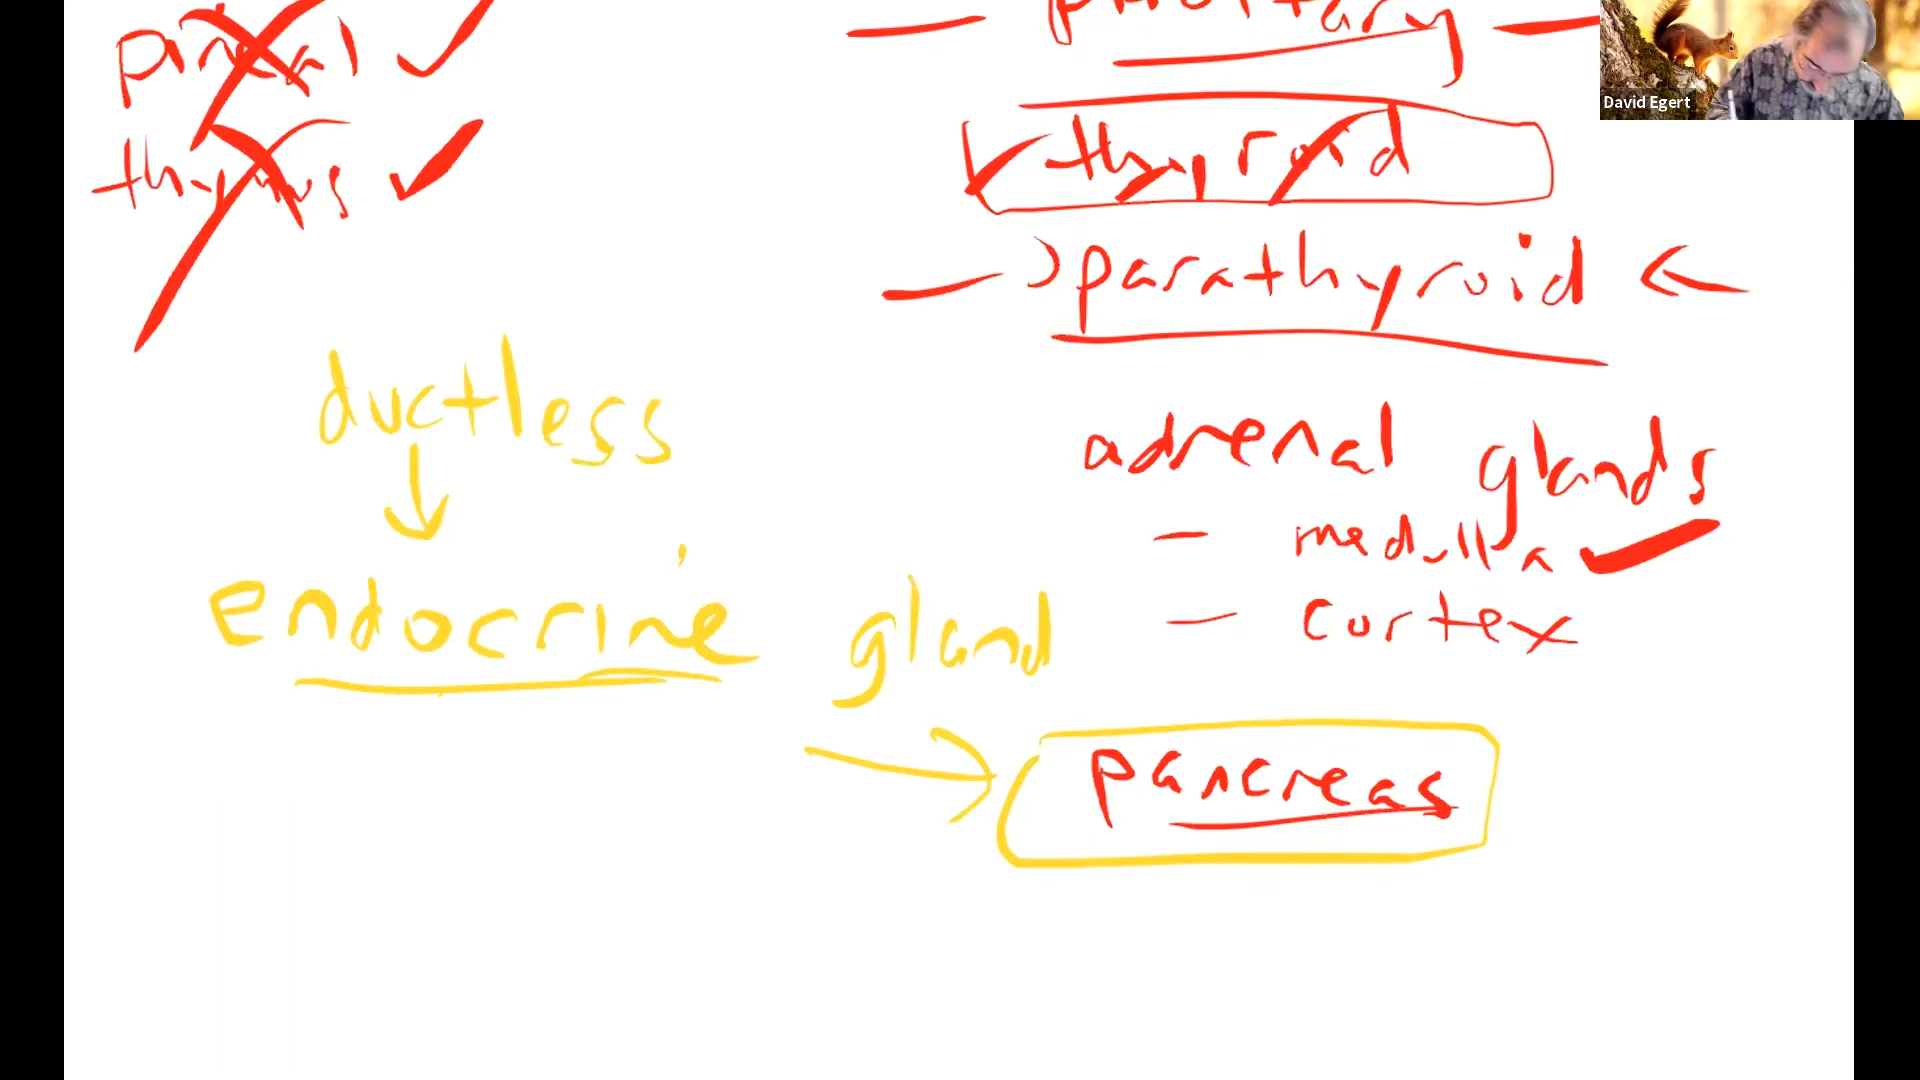 pituitary
pineal
David Egert
thyroid
thymus
parathyroid
ductless
adrenal glands
- medulla
endocrine gland
- cortex
pancreas